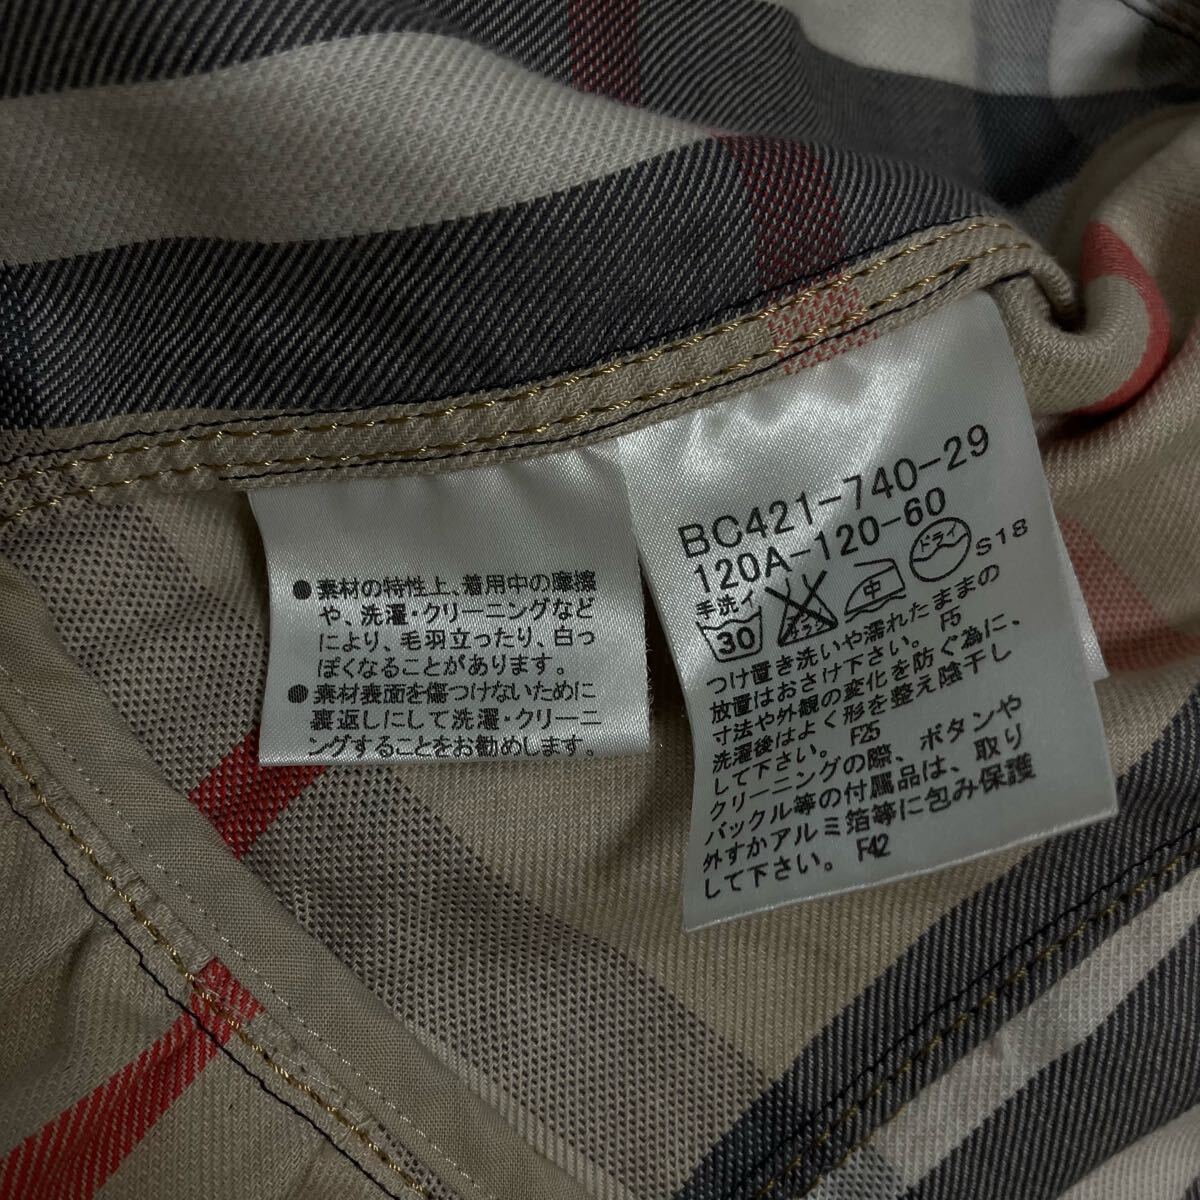 ●素材の特性上、着用中の摩擦
や、洗濯・クリーニングなど
により、毛羽立ったり、白っ
ぽくなることがあります。
●素材表面を傷つけないために
裏返しにして洗濯・クリーニ
ングすることをお勧めします。
BC421-740-29
120A-120-60
手洗イ 30 エンソサラシ 中 ドライ S18
つけ置き洗いや濡れたままの
放置はおさけ下さい。 F5
寸法や外観の変化を防ぐ為に、
洗濯後はよく形を整え陰干し
して下さい。 F25
クリーニングの際、ボタンや
バックル等の付属品は、取り
外すかアルミ箔等に包み保護
して下さい。 F42